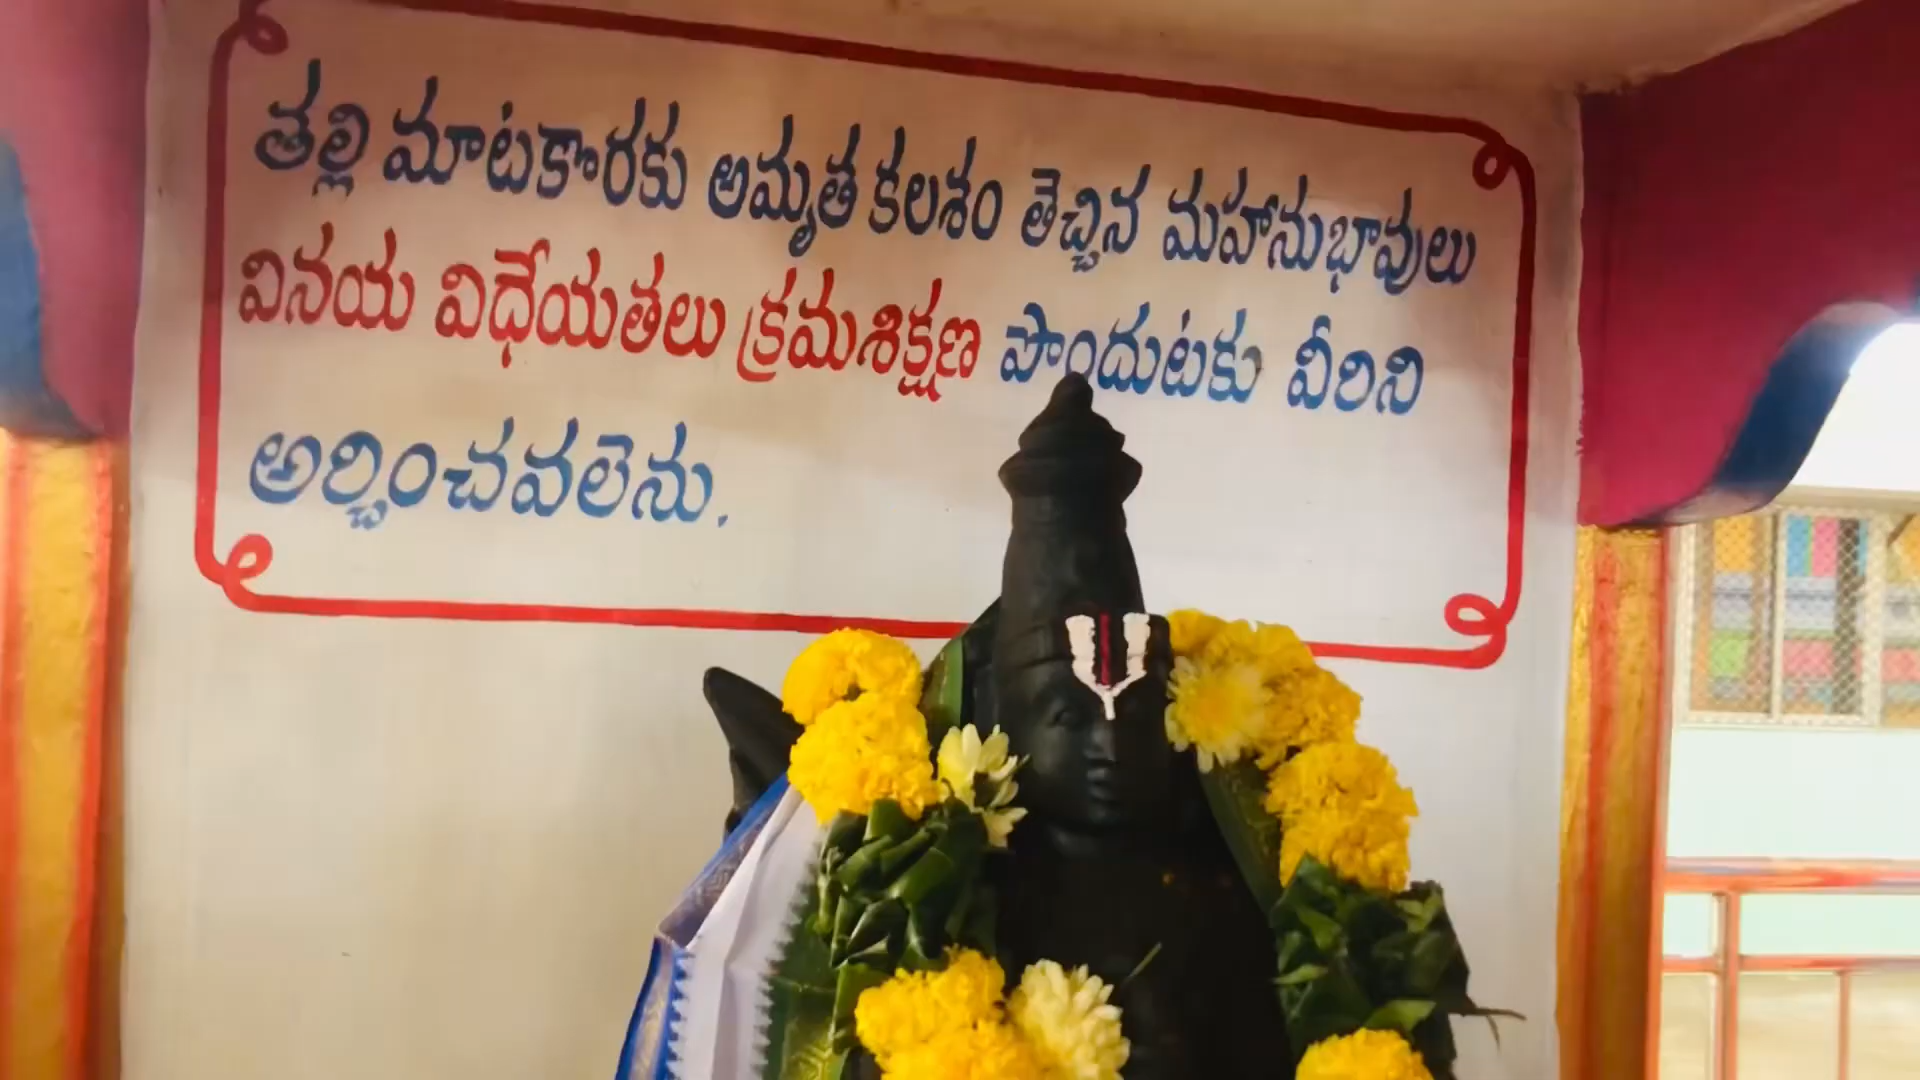 తల్లి మాటకొరకు అమృత కలశం తెచ్చిన మహానుభావులు
వినయ విధేయతలు క్రమశిక్షణ పొందుటకు వీరిని
అర్చించవలెను.